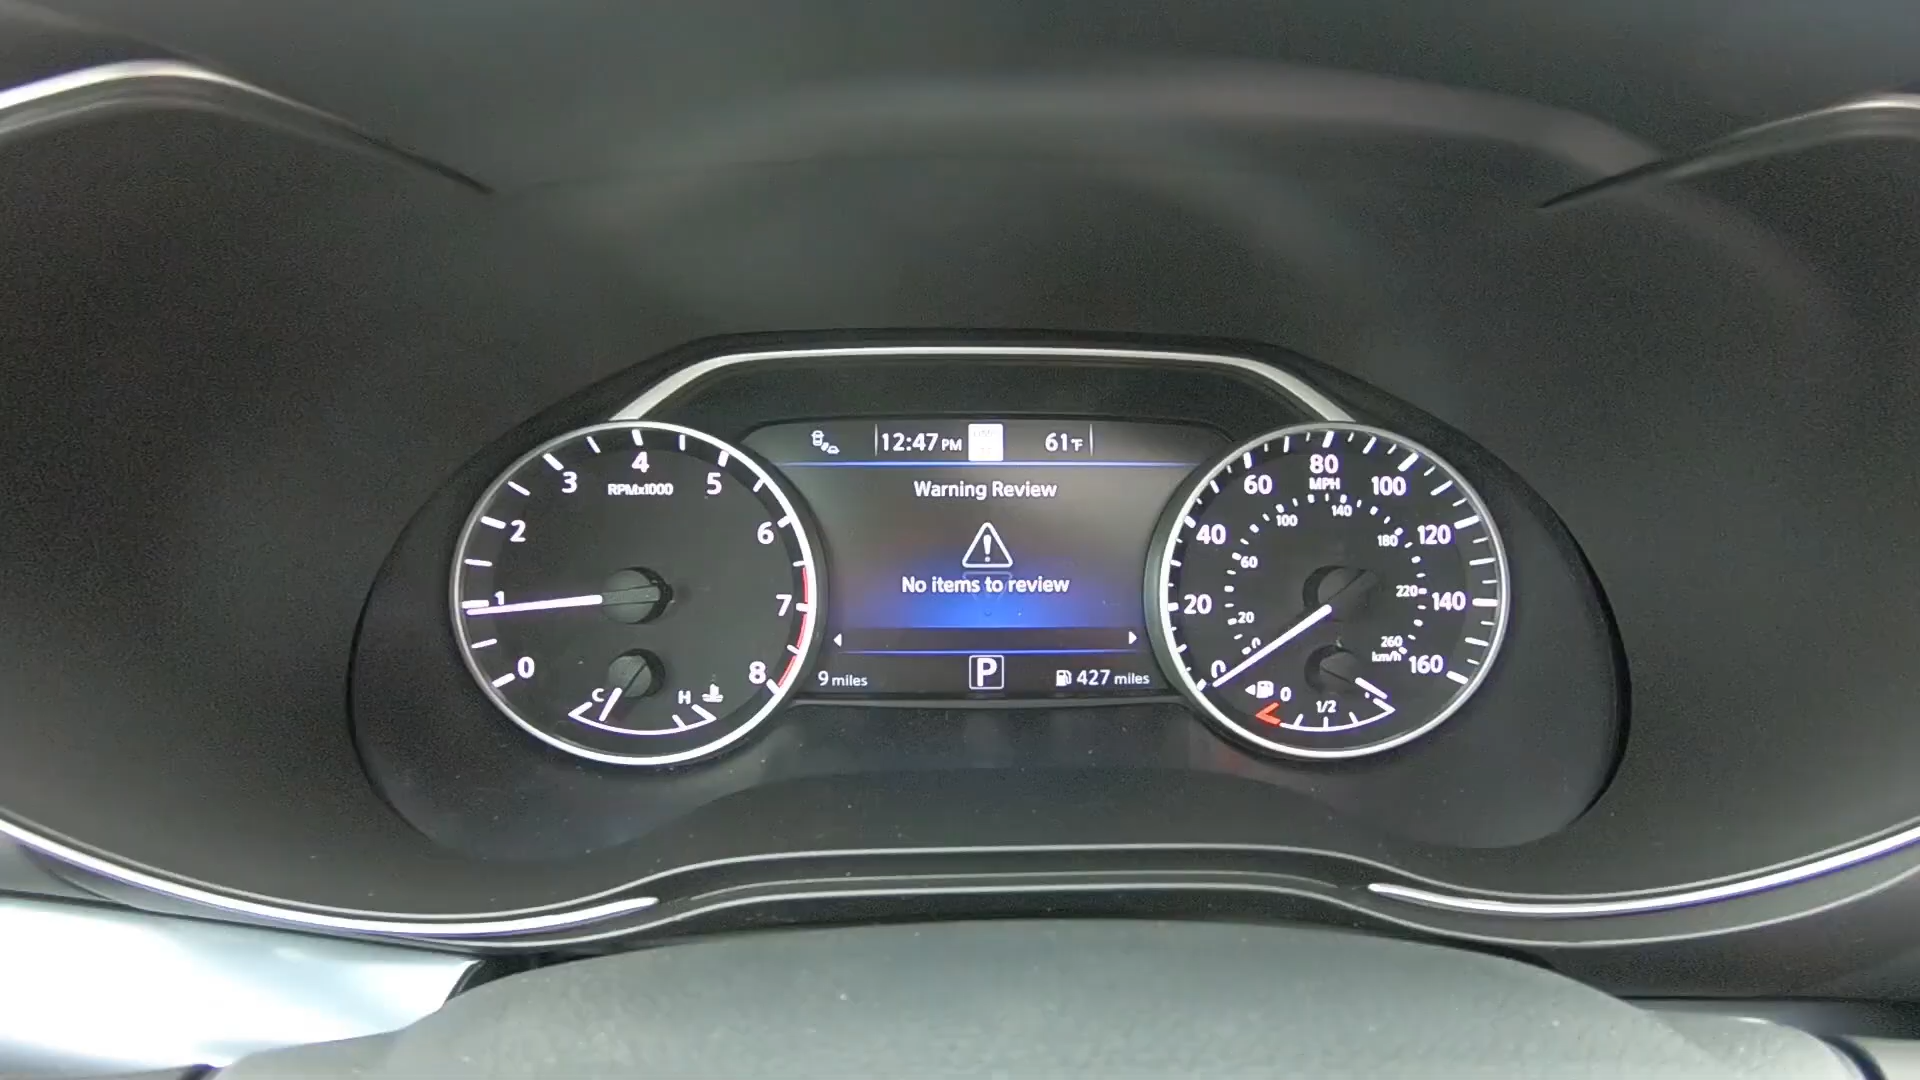 12:47 PM
61°F
Warning Review
No items to review
9 miles
P
427 miles
0
1
2
3
4
5
6
7
8
RPMx1000
C
H
0
20
40
60
80
100
120
140
160
MPH
0
20
60
100
140
180
220
260
km/h
0
1/2